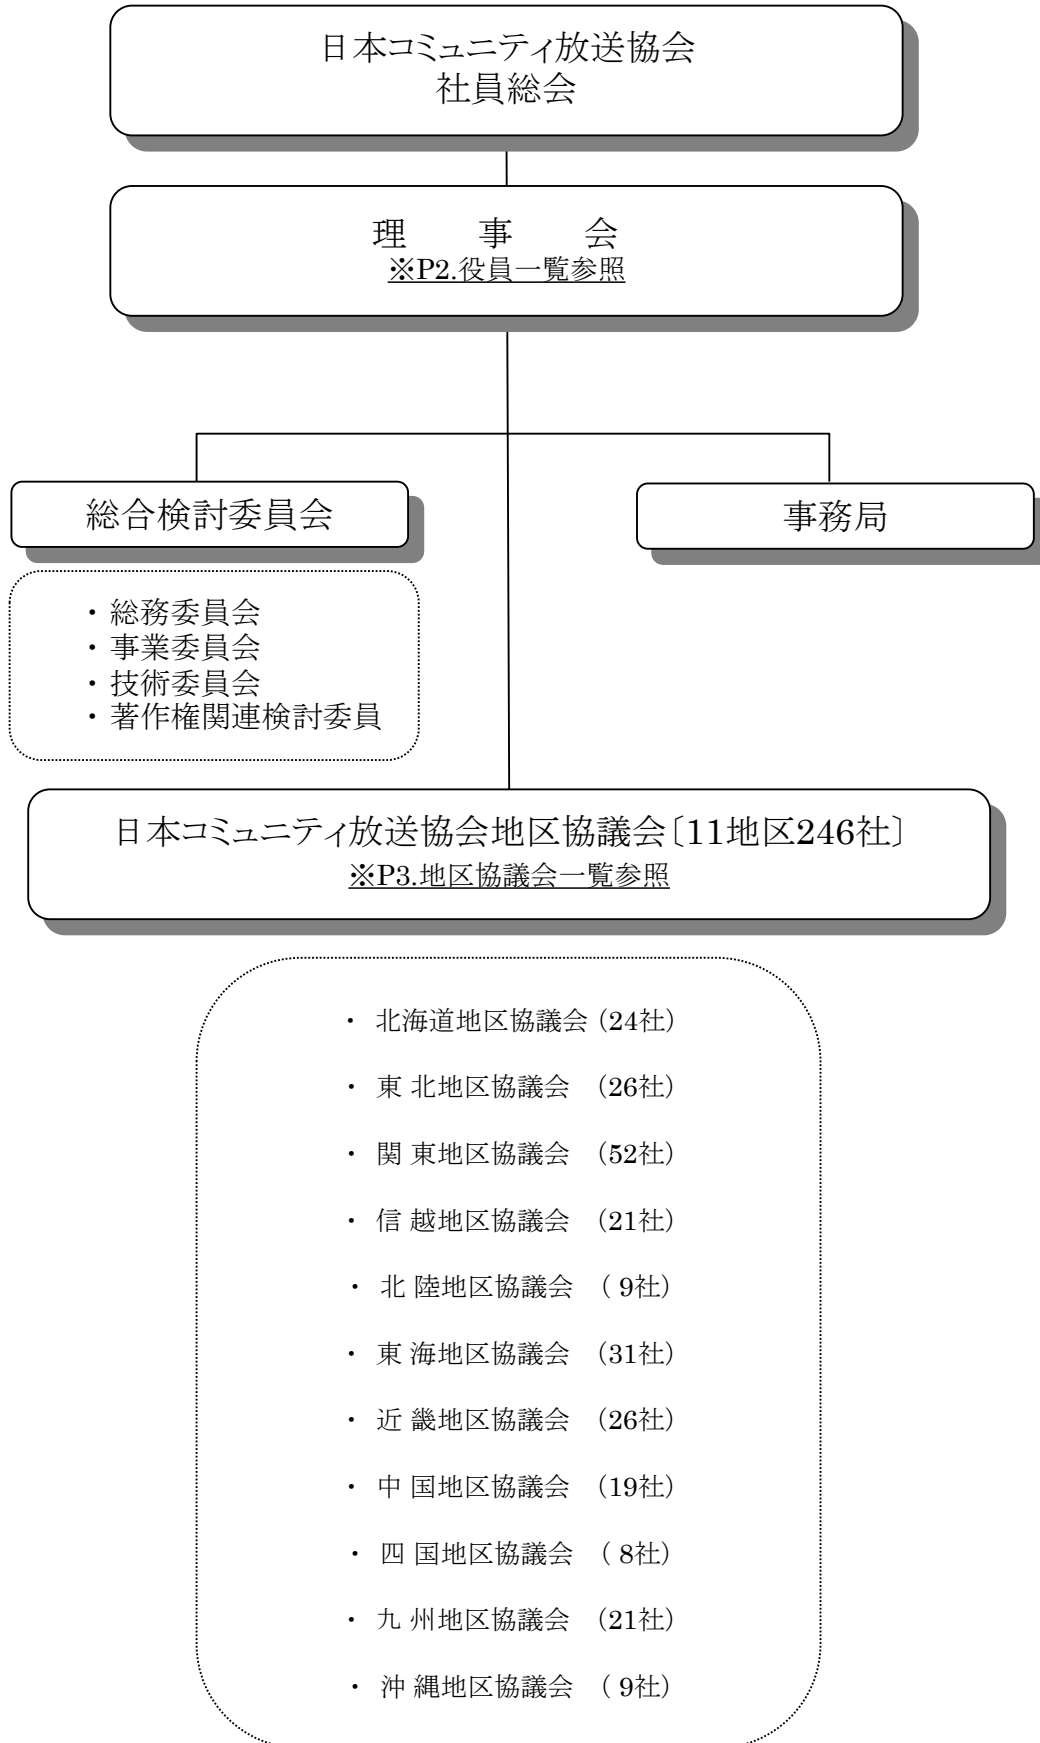 日本コミュニティ放送協会
社員総会
理　事　会
※P2.役員一覧参照
総合検討委員会
事務局
・総務委員会
・事業委員会
・技術委員会
・著作権関連検討委員
日本コミュニティ放送協会地区協議会〔11地区246社〕
※P3.地区協議会一覧参照
・ 北海道地区協議会（24社）
・ 東 北地区協議会 （26社）
・ 関 東地区協議会 （52社）
・ 信 越地区協議会 （21社）
・ 北 陸地区協議会 （ 9社）
・ 東 海地区協議会 （31社）
・ 近 畿地区協議会 （26社）
・ 中 国地区協議会 （19社）
・ 四 国地区協議会 （ 8社）
・ 九 州地区協議会 （21社）
・ 沖 縄地区協議会 （ 9社）